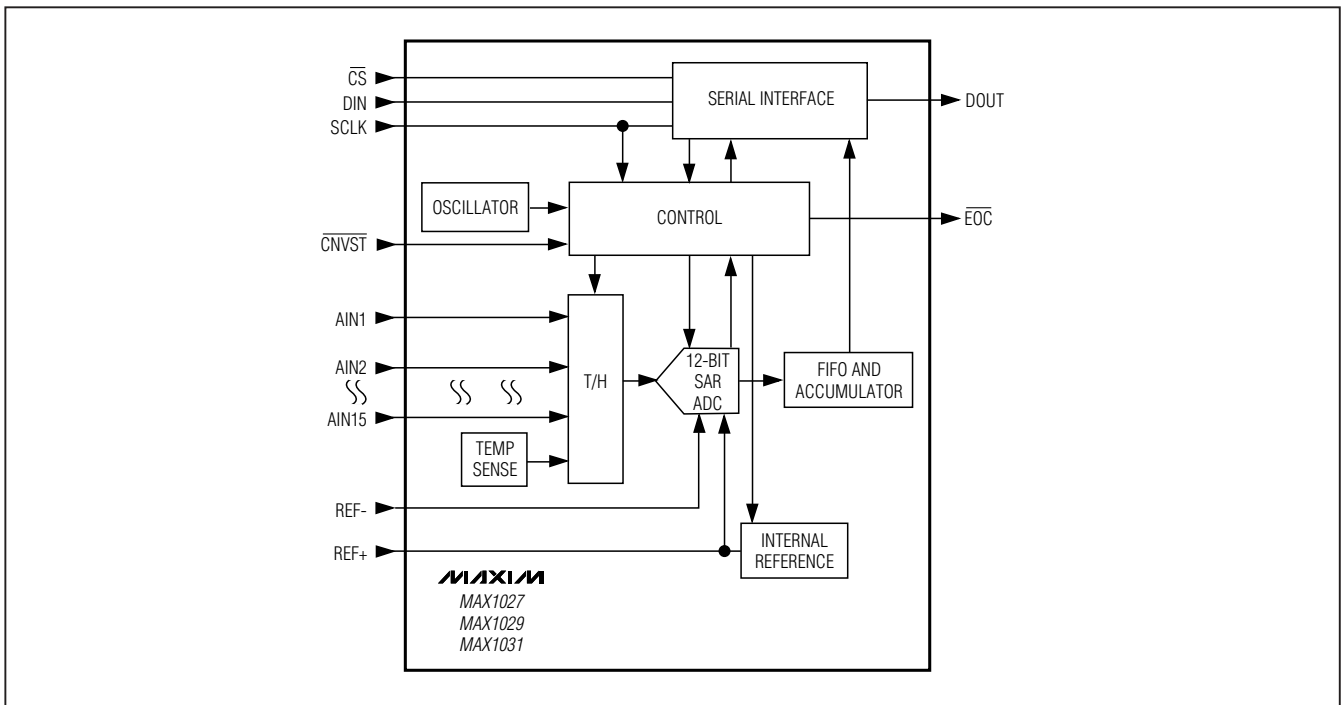 CS
DIN
SCLK
SERIAL INTERFACE
DOUT
OSCILLATOR
CONTROL
EOC
CNVST
AIN1
AIN2
AIN15
T/H
12-BIT
SAR
ADC
FIFO AND
ACCUMULATOR
TEMP
SENSE
REF-
REF+
INTERNAL
REFERENCE
MAXIM
MAX1027
MAX1029
MAX1031